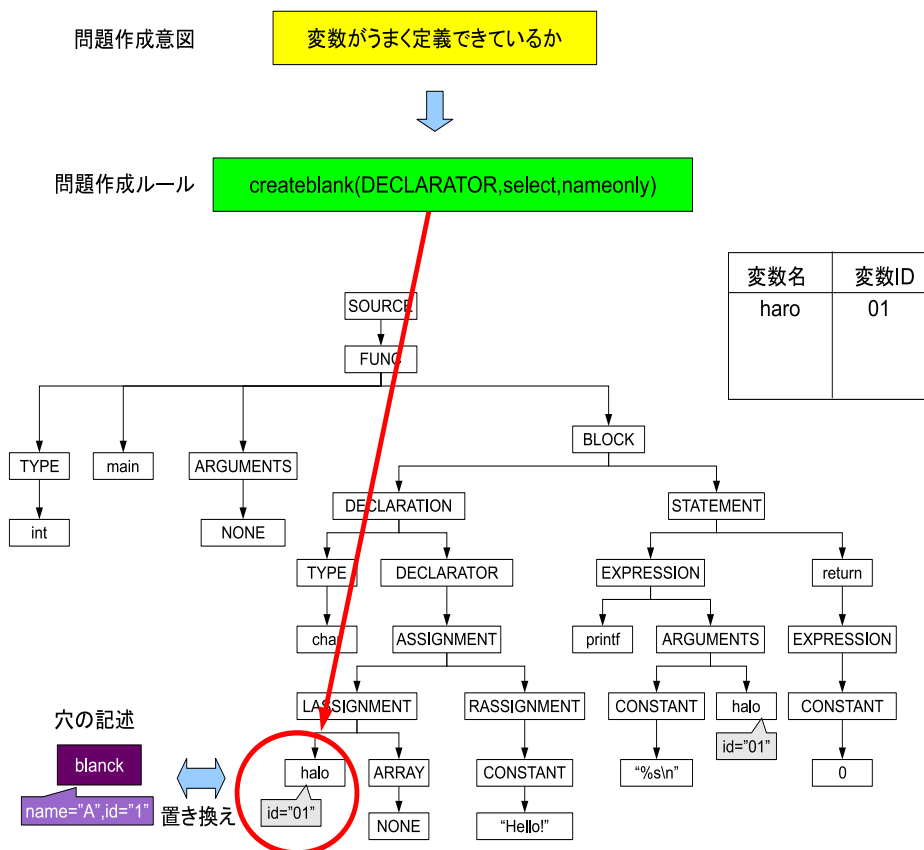 問題作成意図
変数がうまく定義できているか
問題作成ルール
createblank(DECLARATOR,select,nameonly)
変数名 変数ID
haro 01
SOURCE
FUNC
BLOCK
TYPE main ARGUMENTS
DECLARATION STATEMENT
int NONE
TYPE DECLARATOR EXPRESSION return
char ASSIGNMENT printf ARGUMENTS EXPRESSION
LASSIGNMENT RASSIGNMENT CONSTANT halo CONSTANT
id="01"
穴の記述
blanck
halo ARRAY CONSTANT "%s\n" 0
name="A",id="1" 置き換え id="01"
NONE "Hello!"